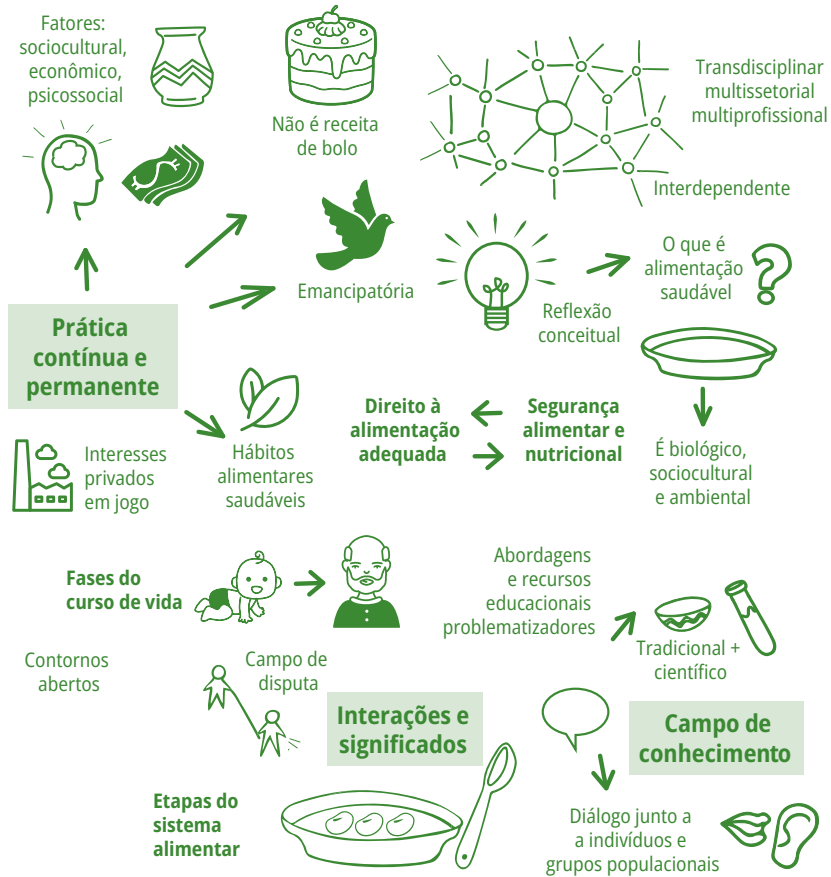 Fatores:
sociocultural,
econômico,
psicossocial
Não é receita
de bolo
Transdisciplinar
multissetorial
multiprofissional
Interdependente
Emancipatória
Reflexão
conceitual
O que é
alimentação
saudável
Prática
contínua e
permanente
Direito à
alimentação
adequada
Segurança
alimentar e
nutricional
É biológico,
sociocultural
e ambiental
Interesses
privados
em jogo
Hábitos
alimentares
saudáveis
Fases do
curso de vida
Abordagens
e recursos
educacionais
problematizadores
Tradicional +
científico
Contornos
abertos
Campo de
disputa
Interações e
significados
Campo de
conhecimento
Etapas do
sistema
alimentar
Diálogo junto a
a indivíduos e
grupos populacionais